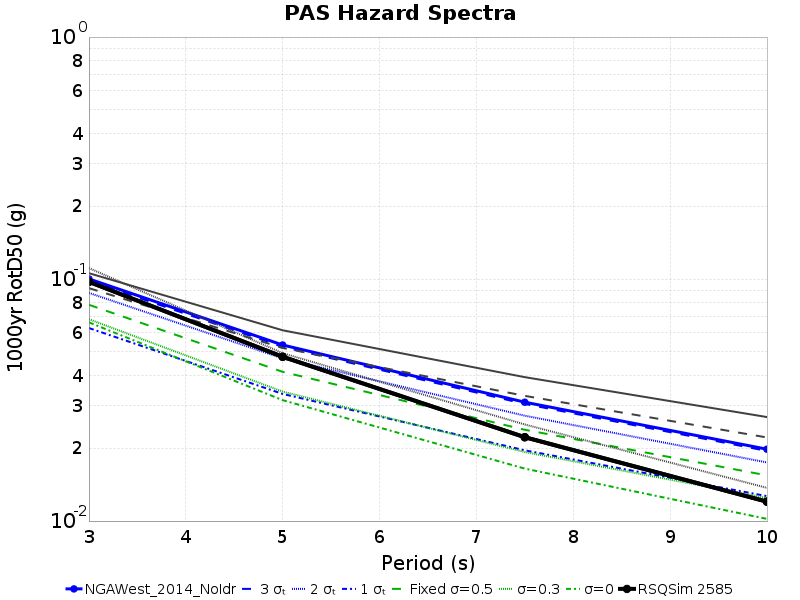 PAS Hazard Spectra
1000yr RotD50 (g)
10^0
8
6
4
3
2
10^-1
8
6
4
3
2
10^-2
3 4 5 6 7 8 9 10
Period (s)
NGAWest_2014_NoIdr 3 σₜ 2 σₜ 1 σₜ Fixed σ=0.5 σ=0.3 σ=0 RSQSim 2585